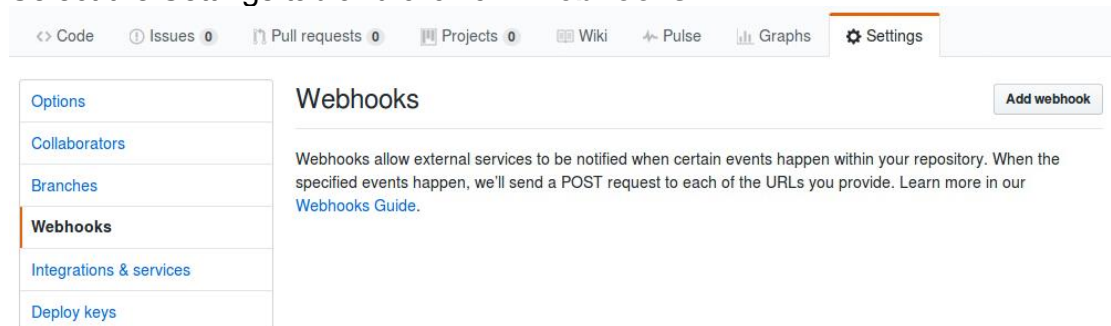 <> Code Issues 0 Pull requests 0 Projects 0 Wiki Pulse Graphs Settings
Options
Collaborators
Branches
Webhooks
Integrations & services
Deploy keys
Webhooks
Add webhook
Webhooks allow external services to be notified when certain events happen within your repository. When the
specified events happen, we'll send a POST request to each of the URLs you provide. Learn more in our
Webhooks Guide.